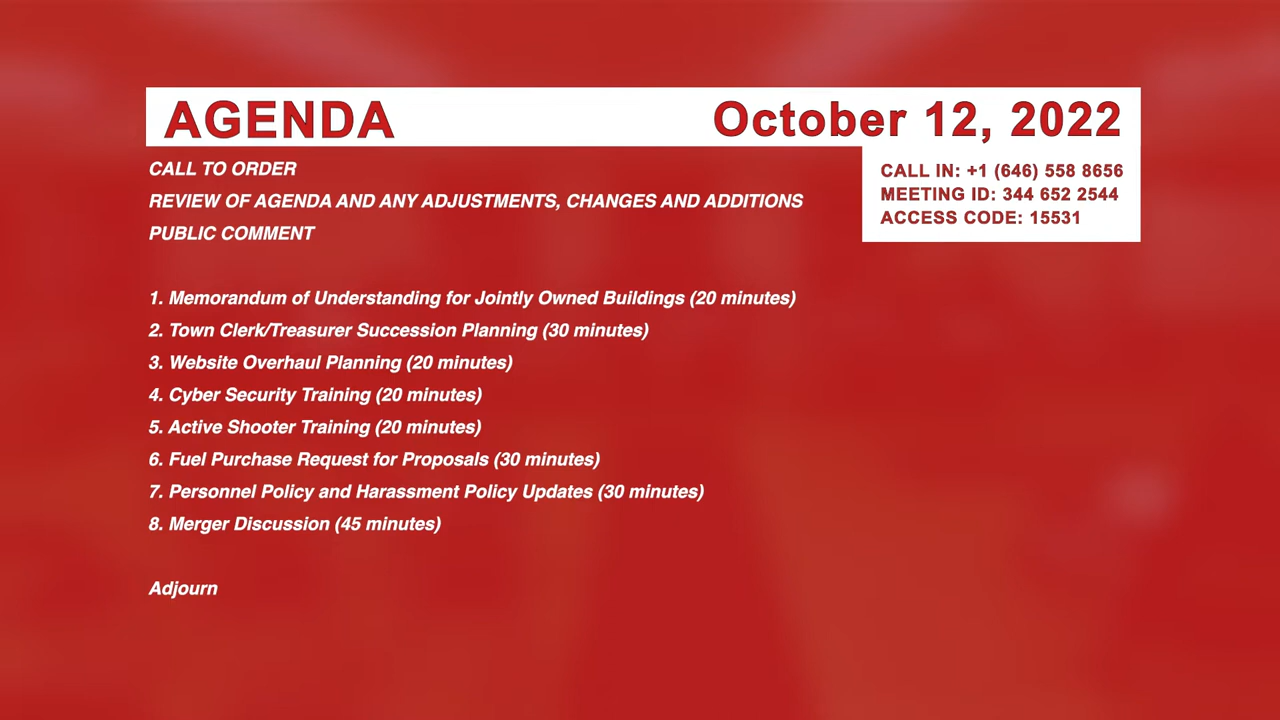 AGENDA
October 12, 2022
CALL IN: +1 (646) 558 8656
MEETING ID: 344 652 2544
ACCESS CODE: 15531
CALL TO ORDER
REVIEW OF AGENDA AND ANY ADJUSTMENTS, CHANGES AND ADDITIONS
PUBLIC COMMENT
1. Memorandum of Understanding for Jointly Owned Buildings (20 minutes)
2. Town Clerk/Treasurer Succession Planning (30 minutes)
3. Website Overhaul Planning (20 minutes)
4. Cyber Security Training (20 minutes)
5. Active Shooter Training (20 minutes)
6. Fuel Purchase Request for Proposals (30 minutes)
7. Personnel Policy and Harassment Policy Updates (30 minutes)
8. Merger Discussion (45 minutes)
Adjourn